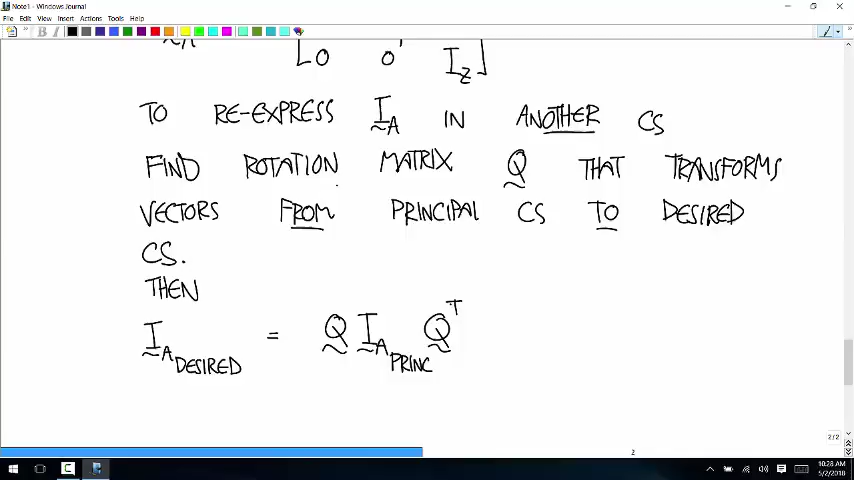 Note1 - Windows Journal
File Edit View Insert Actions Tools Help
B I
~A [0 0 I_Z]
TO RE-EXPRESS I_A IN ANOTHER CS
FIND ROTATION MATRIX Q THAT TRANSFORMS
VECTORS FROM PRINCIPAL CS TO DESIRED
CS.
THEN
I_A DESIRED = Q I_A PRINC Q^T
2/2
2
10:28 AM
5/2/2018